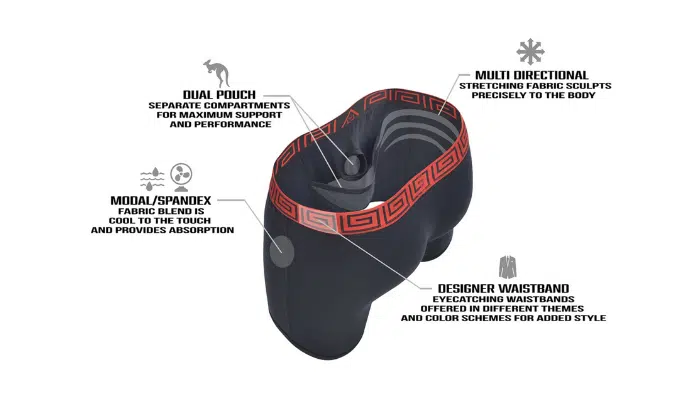 MULTI DIRECTIONAL
STRETCHING FABRIC SCULPTS
PRECISELY TO THE BODY
DUAL POUCH
SEPARATE COMPARTMENTS
FOR MAXIMUM SUPPORT
AND PERFORMANCE
MODAL/SPANDEX
FABRIC BLEND IS
COOL TO THE TOUCH
AND PROVIDES ABSORPTION
DESIGNER WAISTBAND
EYECATCHING WAISTBANDS
OFFERED IN DIFFERENT THEMES
AND COLOR SCHEMES FOR ADDED STYLE